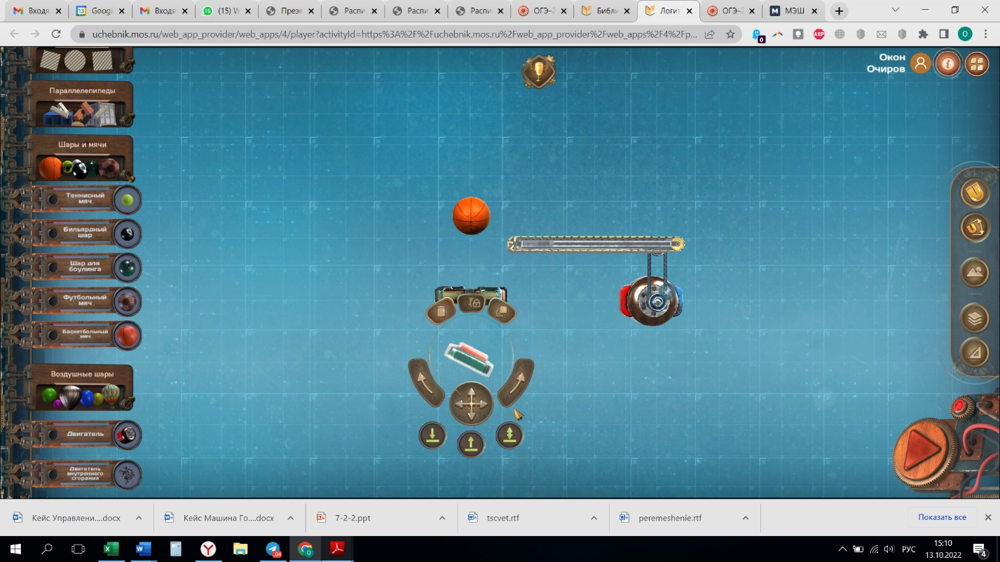 Входя
Googl
Входя
(15) W
Презе
Распи
Распи
Распи
ОГЭ–2
Библи
Логит
ОГЭ–2
МЭШ
uchebnik.mos.ru/web_app_provider/web_apps/4/player?activityId=https%3A%2F%2Fuchebnik.mos.ru%2Fweb_app_provider%2Fweb_apps%2F4%2Fp...
ABP
0
О
Окон
Очиров
Параллелепипеды
Шары и мячи
Теннисный
мяч
Бильярдный
шар
Шар для
боулинга
Футбольный
мяч
Баскетбольный
мяч
Воздушные шары
Двигатель
Двигатель
внутреннего
сгорания
Кейс Управлени....docx
Кейс Машина Го....docx
7-2-2.ppt
tscvet.rtf
peremeshenie.rtf
Показать все
РУС
15:10
13.10.2022
4